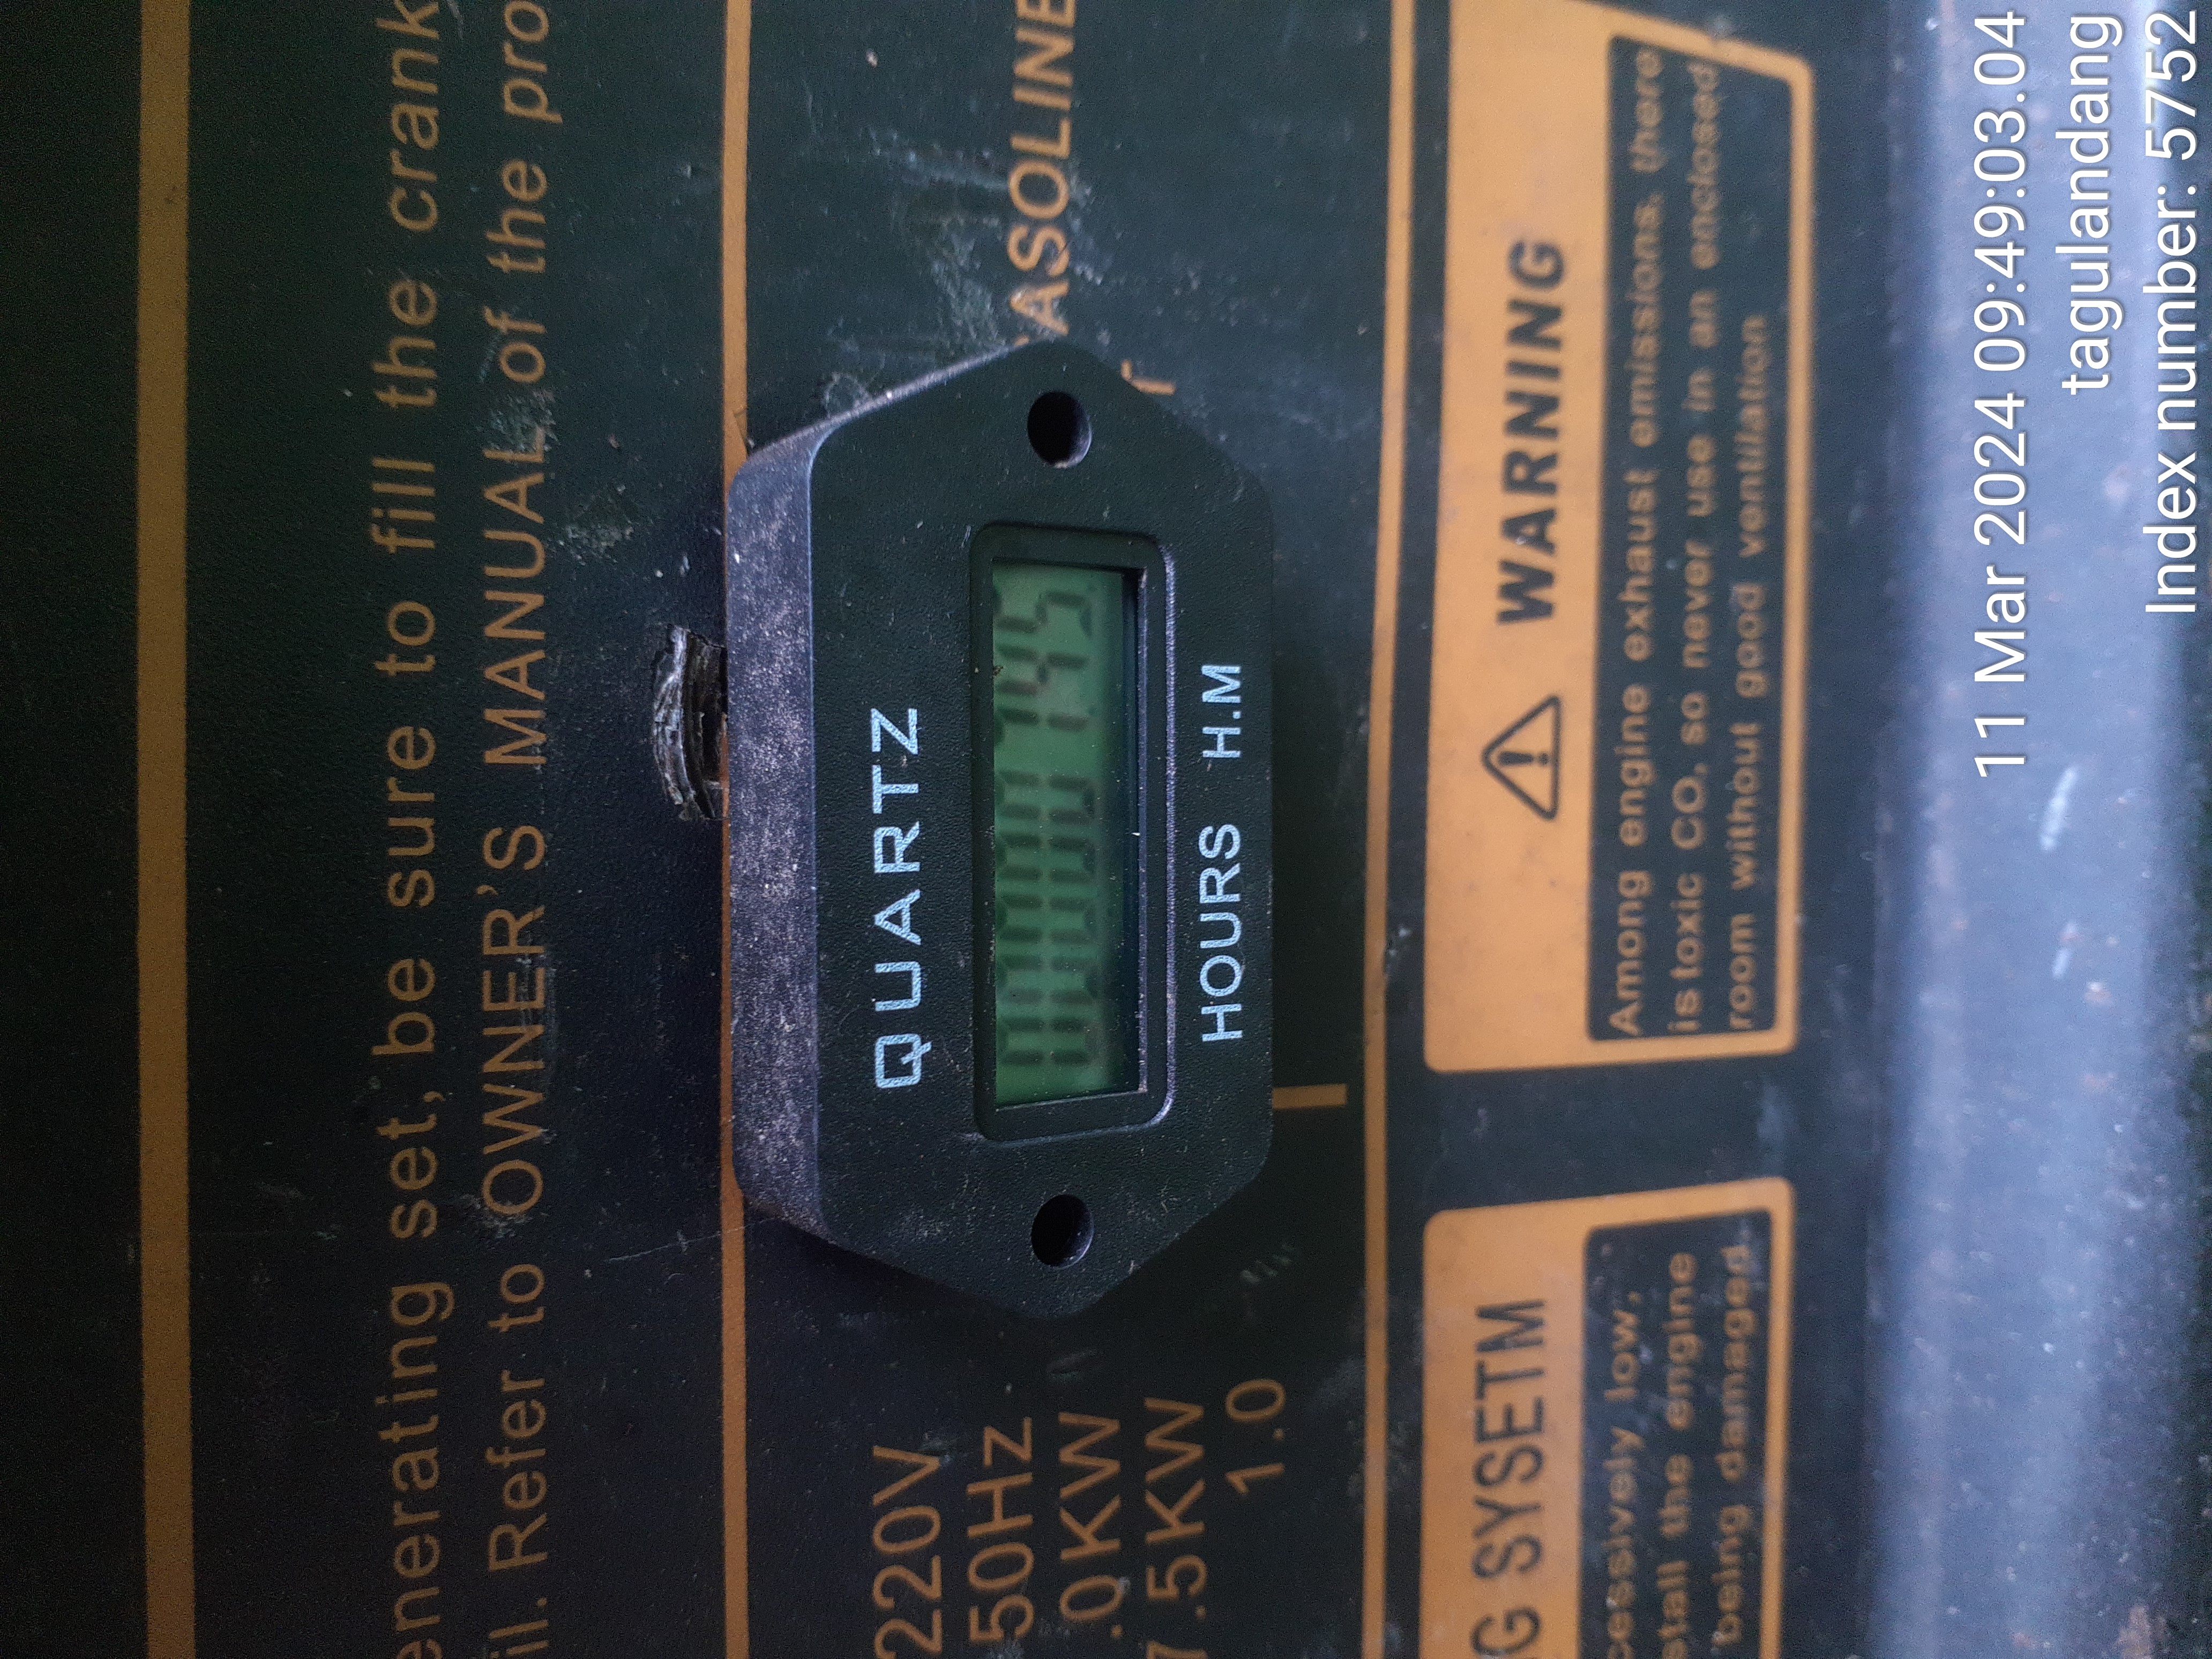 enerating set, be sure to fill the crank
il. Refer to OWNER'S MANUAL of the pro
220V
50Hz
.0KW
7.5KW
1.0
QUARTZ
HOURS H.M
ASOLINE
G SYSETM
cessively low,
stall the engine
being damaged
WARNING
Among engine exhaust emissions, there
is toxic CO, so never use in an enclosed
room without good ventilation
11 Mar 2024 09:49:03.04
tagulandang
Index number: 5752